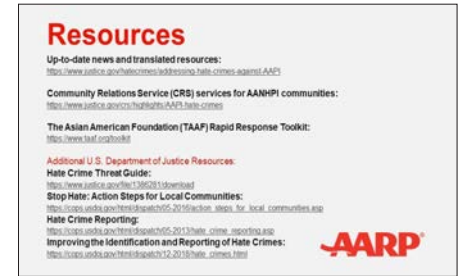 Resources
Up-to-date news and translated resources:
https://www.justice.gov/hatecrimes/addressing-hate-crimes-against-AAPI
Community Relations Service (CRS) services for AANHPI communities:
https://www.justice.gov/crs/highlights/AAPI-hate-crimes
The Asian American Foundation (TAAF) Rapid Response Toolkit:
https://www.taaf.org/toolkit
Additional U.S. Department of Justice Resources:
Hate Crime Threat Guide:
https://www.justice.gov/file/1386281/download
Stop Hate: Action Steps for Local Communities:
https://cops.usdoj.gov/html/dispatch/05-2016/action_steps_for_local_communities.asp
Hate Crime Reporting:
https://cops.usdoj.gov/html/dispatch/05-2013/hate_crime_reporting.asp
Improving the Identification and Reporting of Hate Crimes:
https://cops.usdoj.gov/html/dispatch/12-2018/hate_crimes.html
AARP